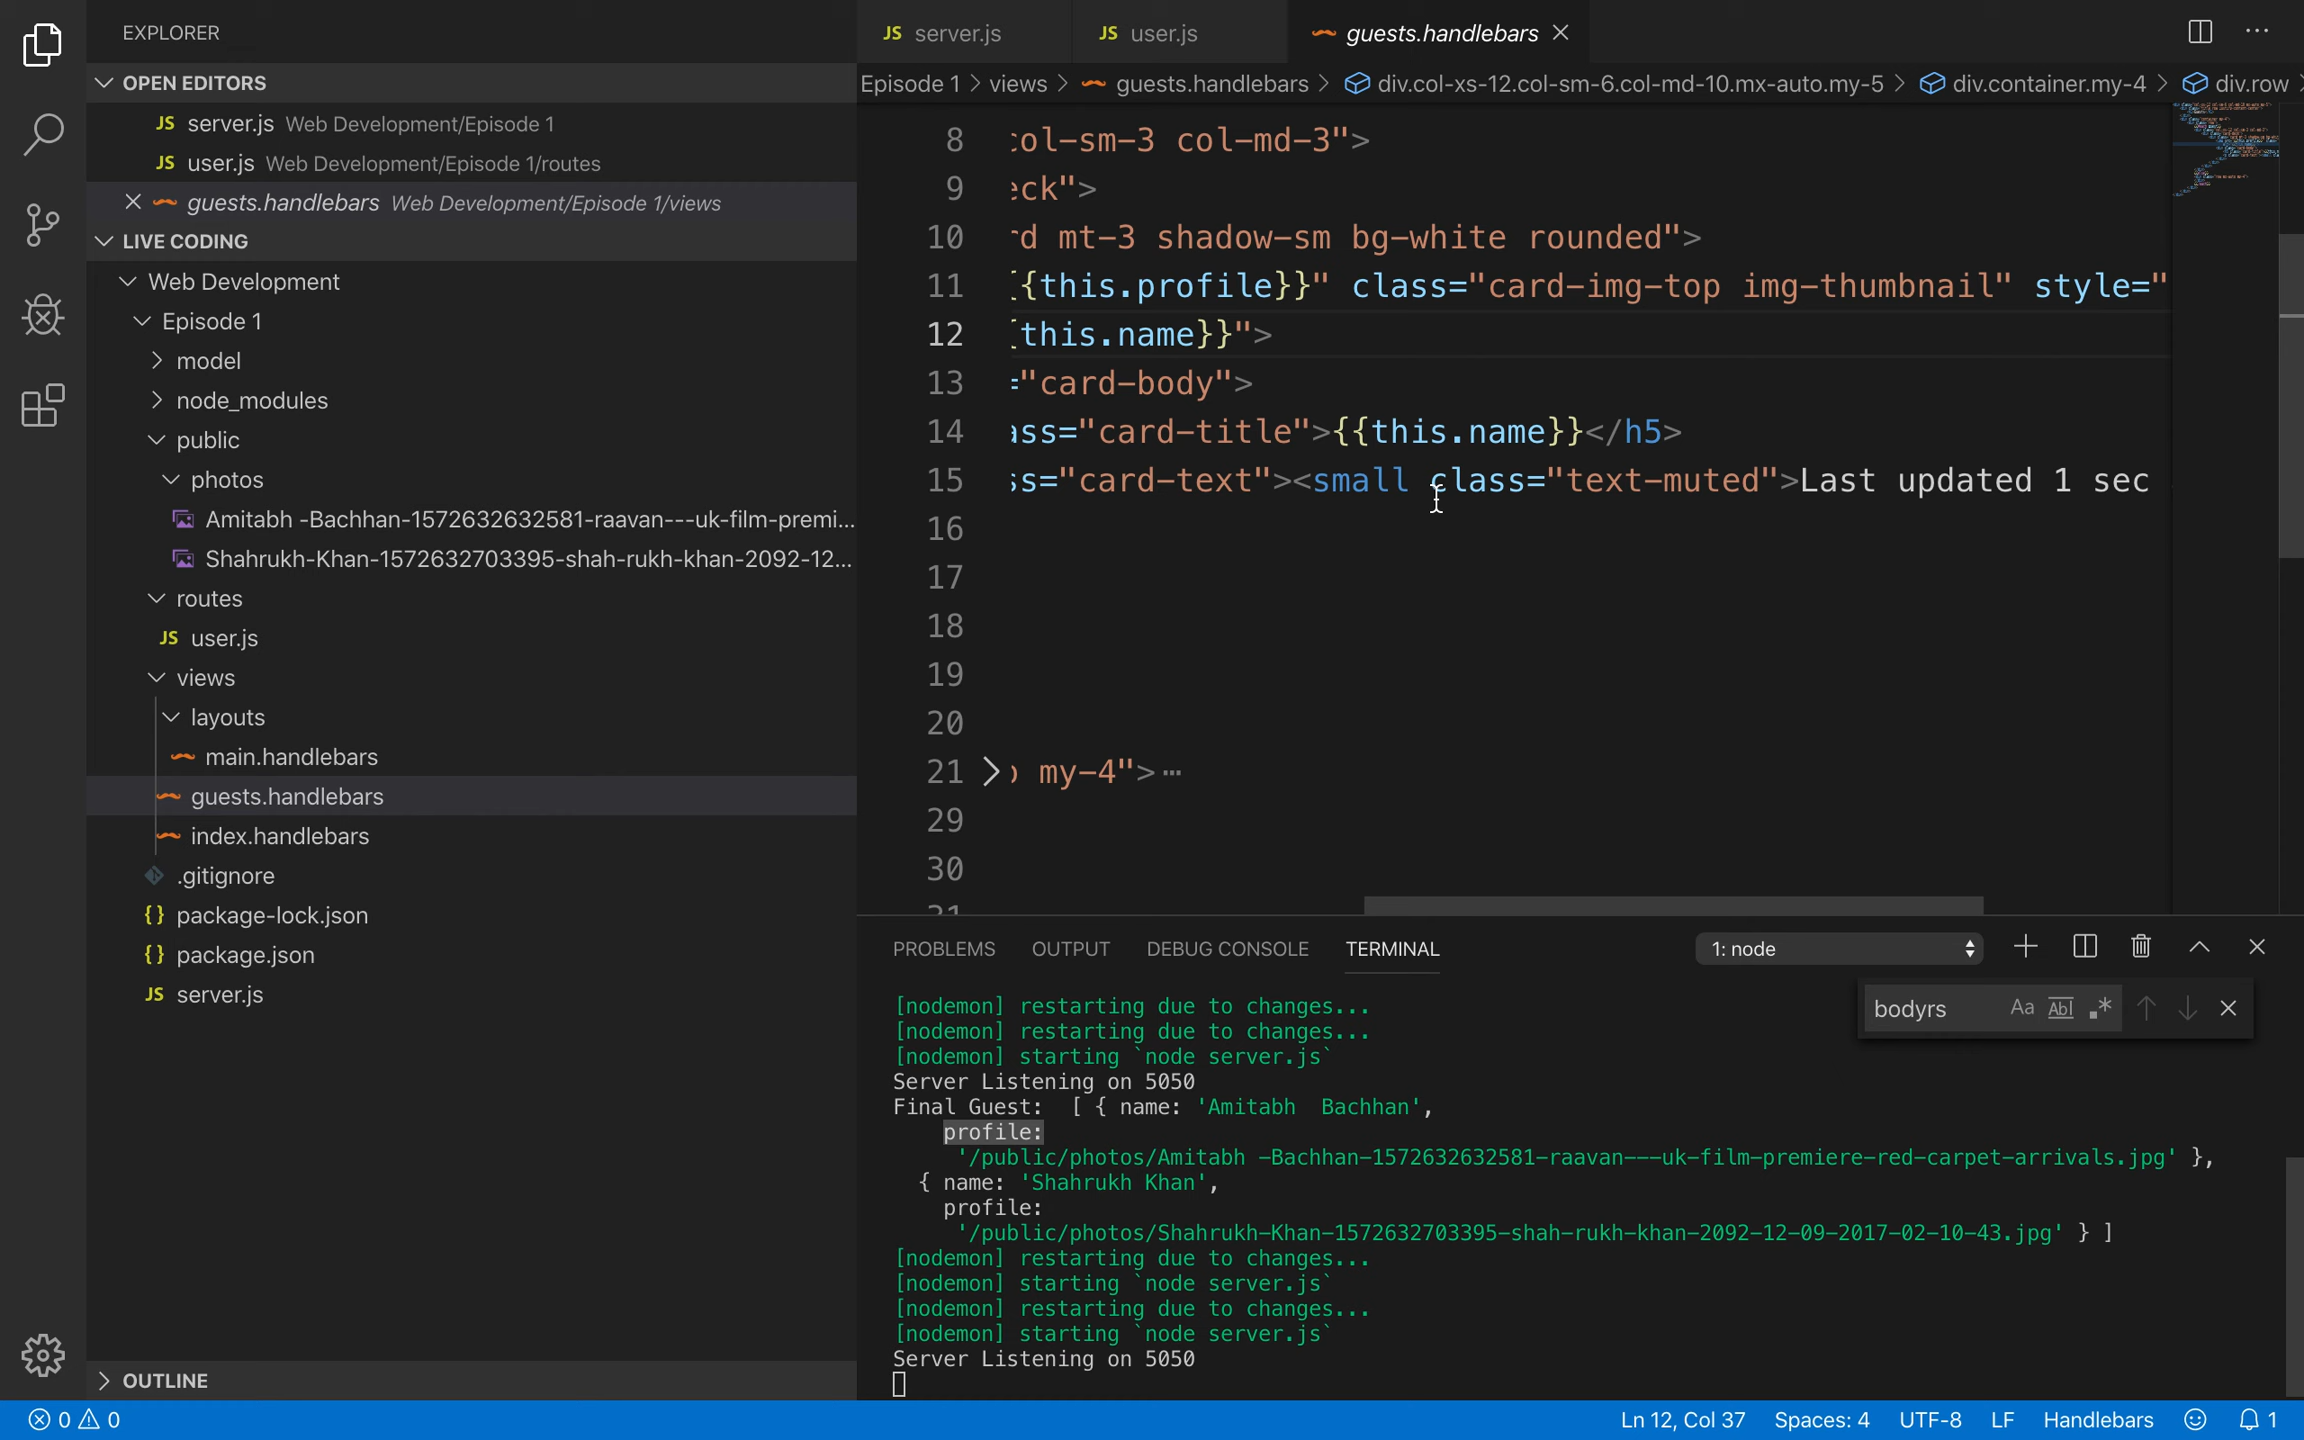 EXPLORER
OPEN EDITORS
JS server.js Web Development/Episode 1
JS user.js Web Development/Episode 1/routes
guests.handlebars Web Development/Episode 1/views
LIVE CODING
Web Development
Episode 1
model
node_modules
public
photos
Amitabh -Bachhan-1572632632581-raavan---uk-film-premi...
Shahrukh-Khan-1572632703395-shah-rukh-khan-2092-12...
routes
JS user.js
views
layouts
main.handlebars
guests.handlebars
index.handlebars
.gitignore
{} package-lock.json
{} package.json
JS server.js
OUTLINE
JS server.js JS user.js guests.handlebars
Episode 1 > views > guests.handlebars > div.col-xs-12.col-sm-6.col-md-10.mx-auto.my-5 > div.container.my-4 > div.row >
8 col-sm-3 col-md-3">
9 eck">
10 rd mt-3 shadow-sm bg-white rounded">
11 {{this.profile}}" class="card-img-top img-thumbnail" style="
12 {this.name}}">
13 ="card-body">
14 ass="card-title">{{this.name}}</h5>
15 ss="card-text"><small class="text-muted">Last updated 1 sec
16
17
18
19
20
21 o my-4">...
29
30
31
PROBLEMS OUTPUT DEBUG CONSOLE TERMINAL 1: node
bodyrs Aa Abl .*
[nodemon] restarting due to changes...
[nodemon] restarting due to changes...
[nodemon] starting `node server.js`
Server Listening on 5050
Final Guest:  [ { name: 'Amitabh  Bachhan',
profile:
'/public/photos/Amitabh -Bachhan-1572632632581-raavan---uk-film-premiere-red-carpet-arrivals.jpg' },
{ name: 'Shahrukh Khan',
profile:
'/public/photos/Shahrukh-Khan-1572632703395-shah-rukh-khan-2092-12-09-2017-02-10-43.jpg' } ]
[nodemon] restarting due to changes...
[nodemon] starting `node server.js`
[nodemon] restarting due to changes...
[nodemon] starting `node server.js`
Server Listening on 5050
0 0 Ln 12, Col 37 Spaces: 4 UTF-8 LF Handlebars 1